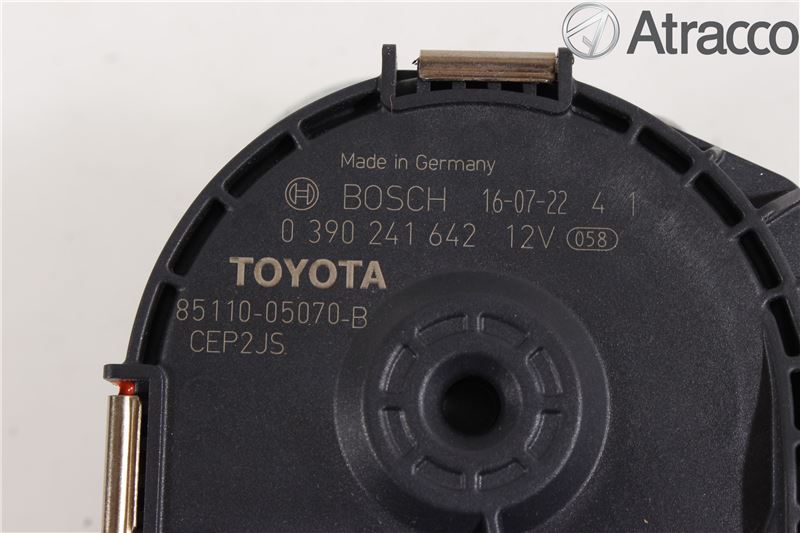 Atracco
Made in Germany
BOSCH 16-07-22 4 1
0 390 241 642 12V 058
TOYOTA
85110-05070-B
CEP2JS